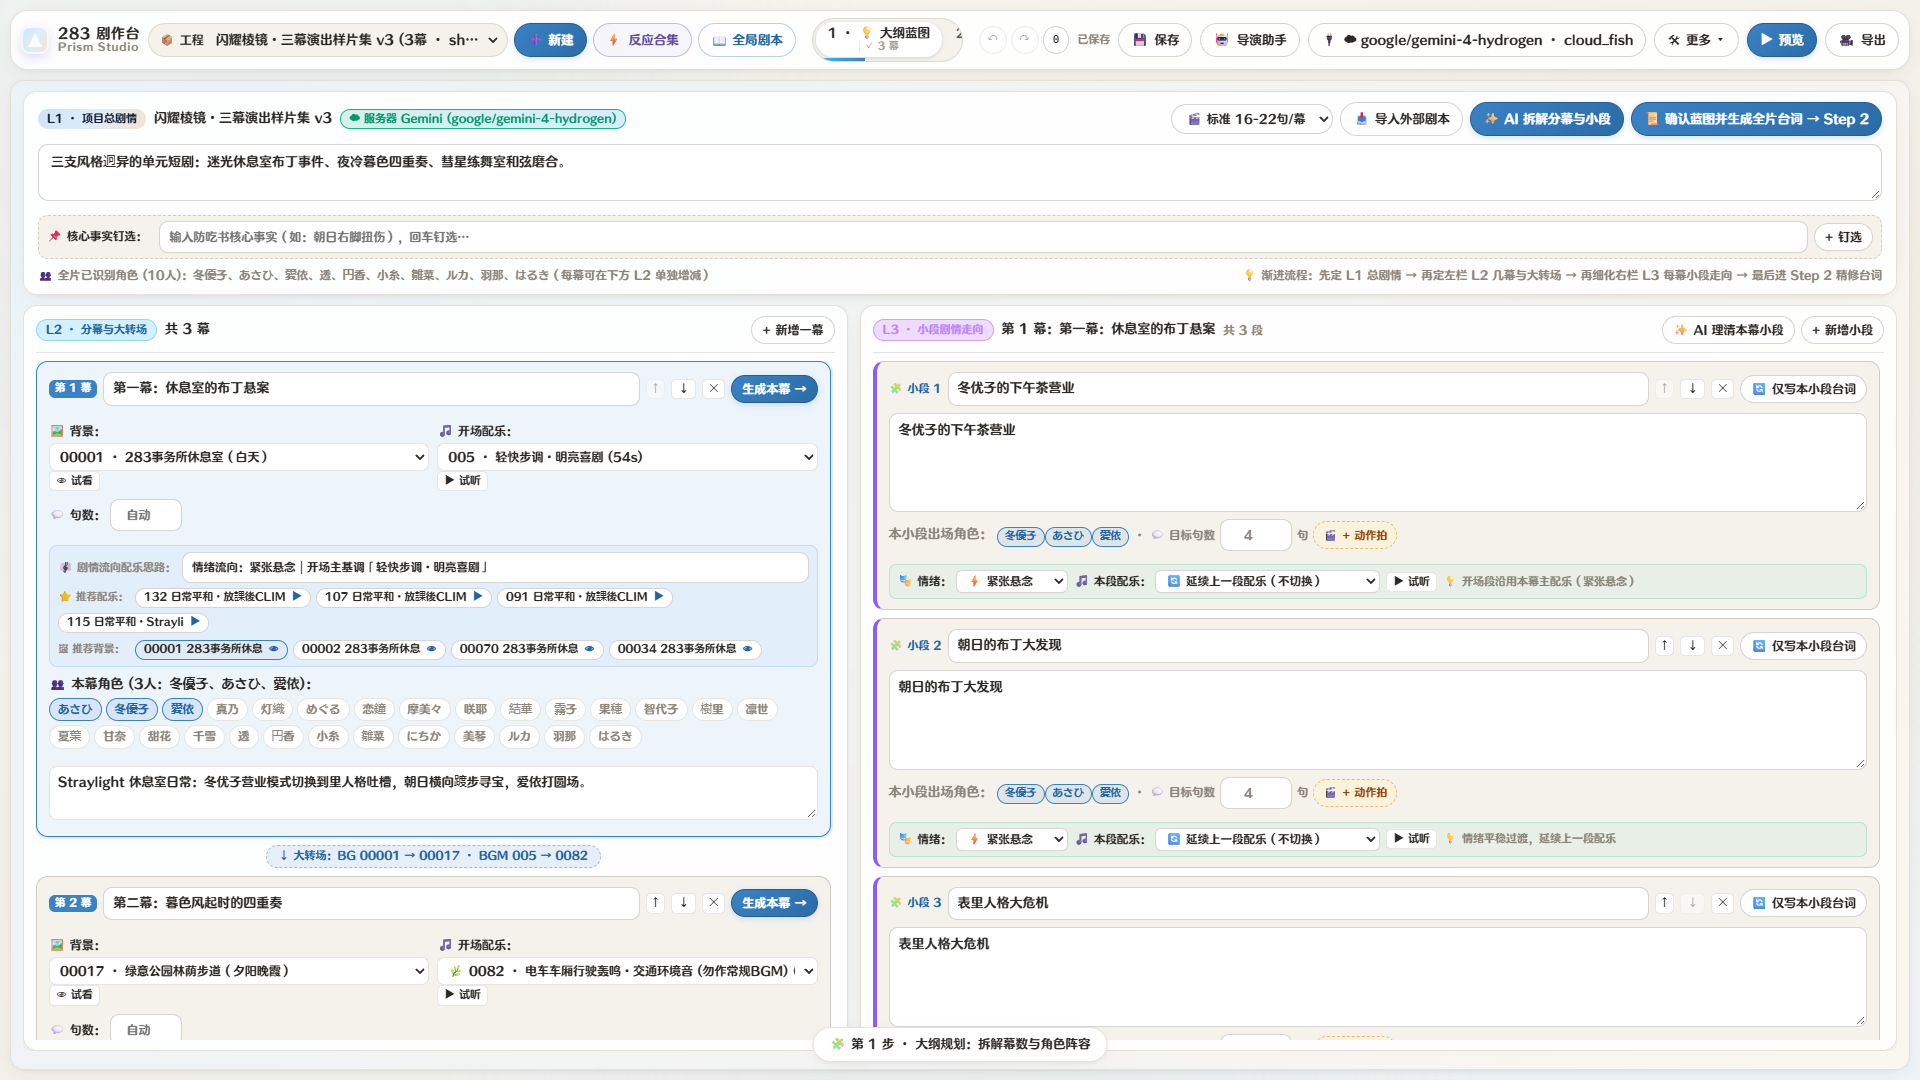 283 剧作台
Prism Studio
工程 闪耀棱镜・三幕演出样片集 v3 (3幕 · sh…
新建
反应合集
全局剧本
1 · 大纲蓝图
✓ 3 幕
0
已保存
保存
导演助手
google/gemini-4-hydrogen · cloud_fish
更多
预览
导出
L1 · 项目总剧情 闪耀棱镜・三幕演出样片集 v3 服务器 Gemini (google/gemini-4-hydrogen)
标准 16-22句/幕
导入外部剧本
AI 拆解分幕与小段
确认蓝图并生成全片台词 → Step 2
三支风格迥异的单元短剧：迷光休息室布丁事件、夜冷暮色四重奏、彗星练舞室和弦磨合。
核心事实钉选：
输入防吃书核心事实（如：朝日右脚扭伤），回车钉选…
+ 钉选
全片已识别角色 (10人)：冬優子、あさひ、愛依、透、円香、小糸、雛菜、ルカ、羽那、はるき（每幕可在下方 L2 单独增减）
渐进流程：先定 L1 总剧情 → 再定左栏 L2 几幕与大转场 → 再细化右栏 L3 每幕小段走向 → 最后进 Step 2 精修台词
L2 · 分幕与大转场 共 3 幕
+ 新增一幕
第 1 幕 第一幕：休息室的布丁悬案 ↑ ↓ × 生成本幕 →
背景： 开场配乐：
00001 · 283事务所休息室（白天） 005 · 轻快步调・明亮喜剧 (54s)
试看 ▶ 试听
句数： 自动
剧情流向配乐思路： 情绪流向：紧张悬念｜开场主基调「轻快步调・明亮喜剧」
推荐配乐： 132 日常平和・放課後CLIM ▶ 107 日常平和・放課後CLIM ▶ 091 日常平和・放課後CLIM ▶
115 日常平和・Strayli ▶
推荐背景： 00001 283事务所休息 00002 283事务所休息 00070 283事务所休息 00034 283事务所休息
本幕角色 (3人：冬優子、あさひ、愛依)：
あさひ 冬優子 愛依 真乃 灯織 めぐる 恋鐘 摩美々 咲耶 結華 霧子 果穂 智代子 樹里 凛世
夏葉 甘奈 甜花 千雪 透 円香 小糸 雛菜 にちか 美琴 ルカ 羽那 はるき
Straylight 休息室日常：冬优子营业模式切换到里人格吐槽，朝日横向踱步寻宝，爱依打圆场。
↓ 大转场：BG 00001 → 00017 · BGM 005 → 0082
第 2 幕 第二幕：暮色风起时的四重奏 ↑ ↓ × 生成本幕 →
背景： 开场配乐：
00017 · 绿意公园林荫步道（夕阳晚霞） 0082 · 电车车厢行驶轰鸣・交通环境音 (勿作常规BGM) (
试看 ▶ 试听
句数： 自动
L3 · 小段剧情走向 第 1 幕：第一幕：休息室的布丁悬案 共 3 段
AI 理清本幕小段
+ 新增小段
小段 1 冬优子的下午茶营业 ↑ ↓ × 仅写本小段台词
冬优子的下午茶营业
本小段出场角色： 冬優子 あさひ 愛依 · 目标句数 4 句 + 动作拍
情绪： 紧张悬念 本段配乐： 延续上一段配乐（不切换） ▶ 试听 开场段沿用本幕主配乐（紧张悬念）
小段 2 朝日的布丁大发现 ↑ ↓ × 仅写本小段台词
朝日的布丁大发现
本小段出场角色： 冬優子 あさひ 愛依 · 目标句数 4 句 + 动作拍
情绪： 紧张悬念 本段配乐： 延续上一段配乐（不切换） ▶ 试听 情绪平稳过渡，延续上一段配乐
小段 3 表里人格大危机 ↑ ↓ × 仅写本小段台词
表里人格大危机
第 1 步 · 大纲规划：拆解幕数与角色阵容